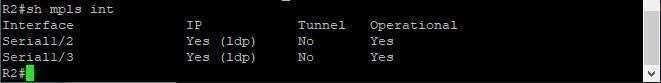 R2#sh mpls int
Interface              IP            Tunnel   Operational
Serial1/2              Yes (ldp)     No       Yes
Serial1/3              Yes (ldp)     No       Yes
R2#